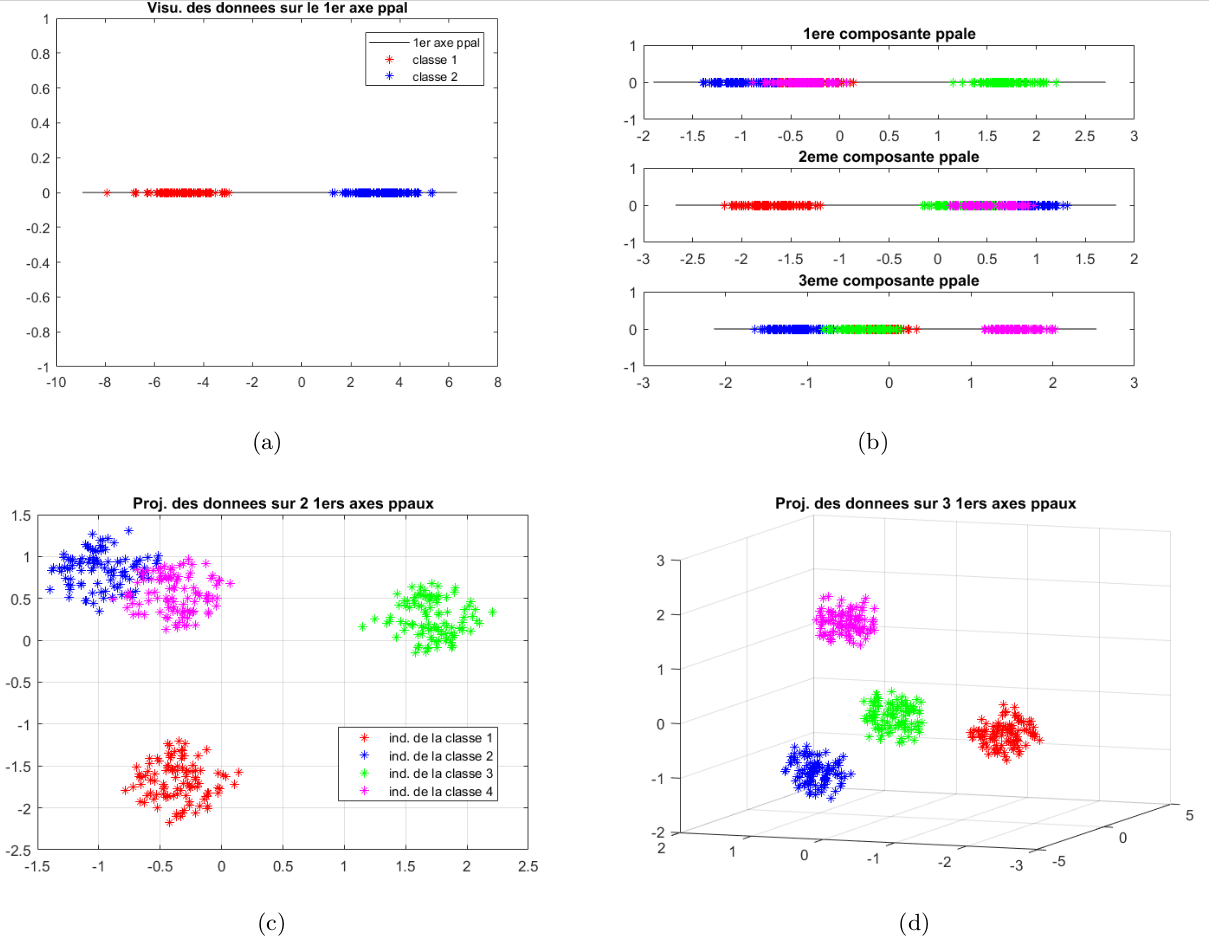 Visu. des donnees sur le 1er axe ppal
1
0.8
0.6
0.4
0.2
0
-0.2
-0.4
-0.6
-0.8
-1
-10 -8 -6 -4 -2 0 2 4 6 8
1er axe ppal
classe 1
classe 2
(a)
1ere composante ppale
1
0
-1
-2 -1.5 -1 -0.5 0 0.5 1 1.5 2 2.5 3
2eme composante ppale
1
0
-1
-3 -2.5 -2 -1.5 -1 -0.5 0 0.5 1 1.5 2
3eme composante ppale
1
0
-1
-3 -2 -1 0 1 2 3
(b)
Proj. des donnees sur 2 1ers axes ppaux
1.5
1
0.5
0
-0.5
-1
-1.5
-2
-2.5
-1.5 -1 -0.5 0 0.5 1 1.5 2 2.5
ind. de la classe 1
ind. de la classe 2
ind. de la classe 3
ind. de la classe 4
(c)
Proj. des donnees sur 3 1ers axes ppaux
3
2
1
0
-1
-2
2 1 0 -1 -2 -3
-5 0 5
(d)